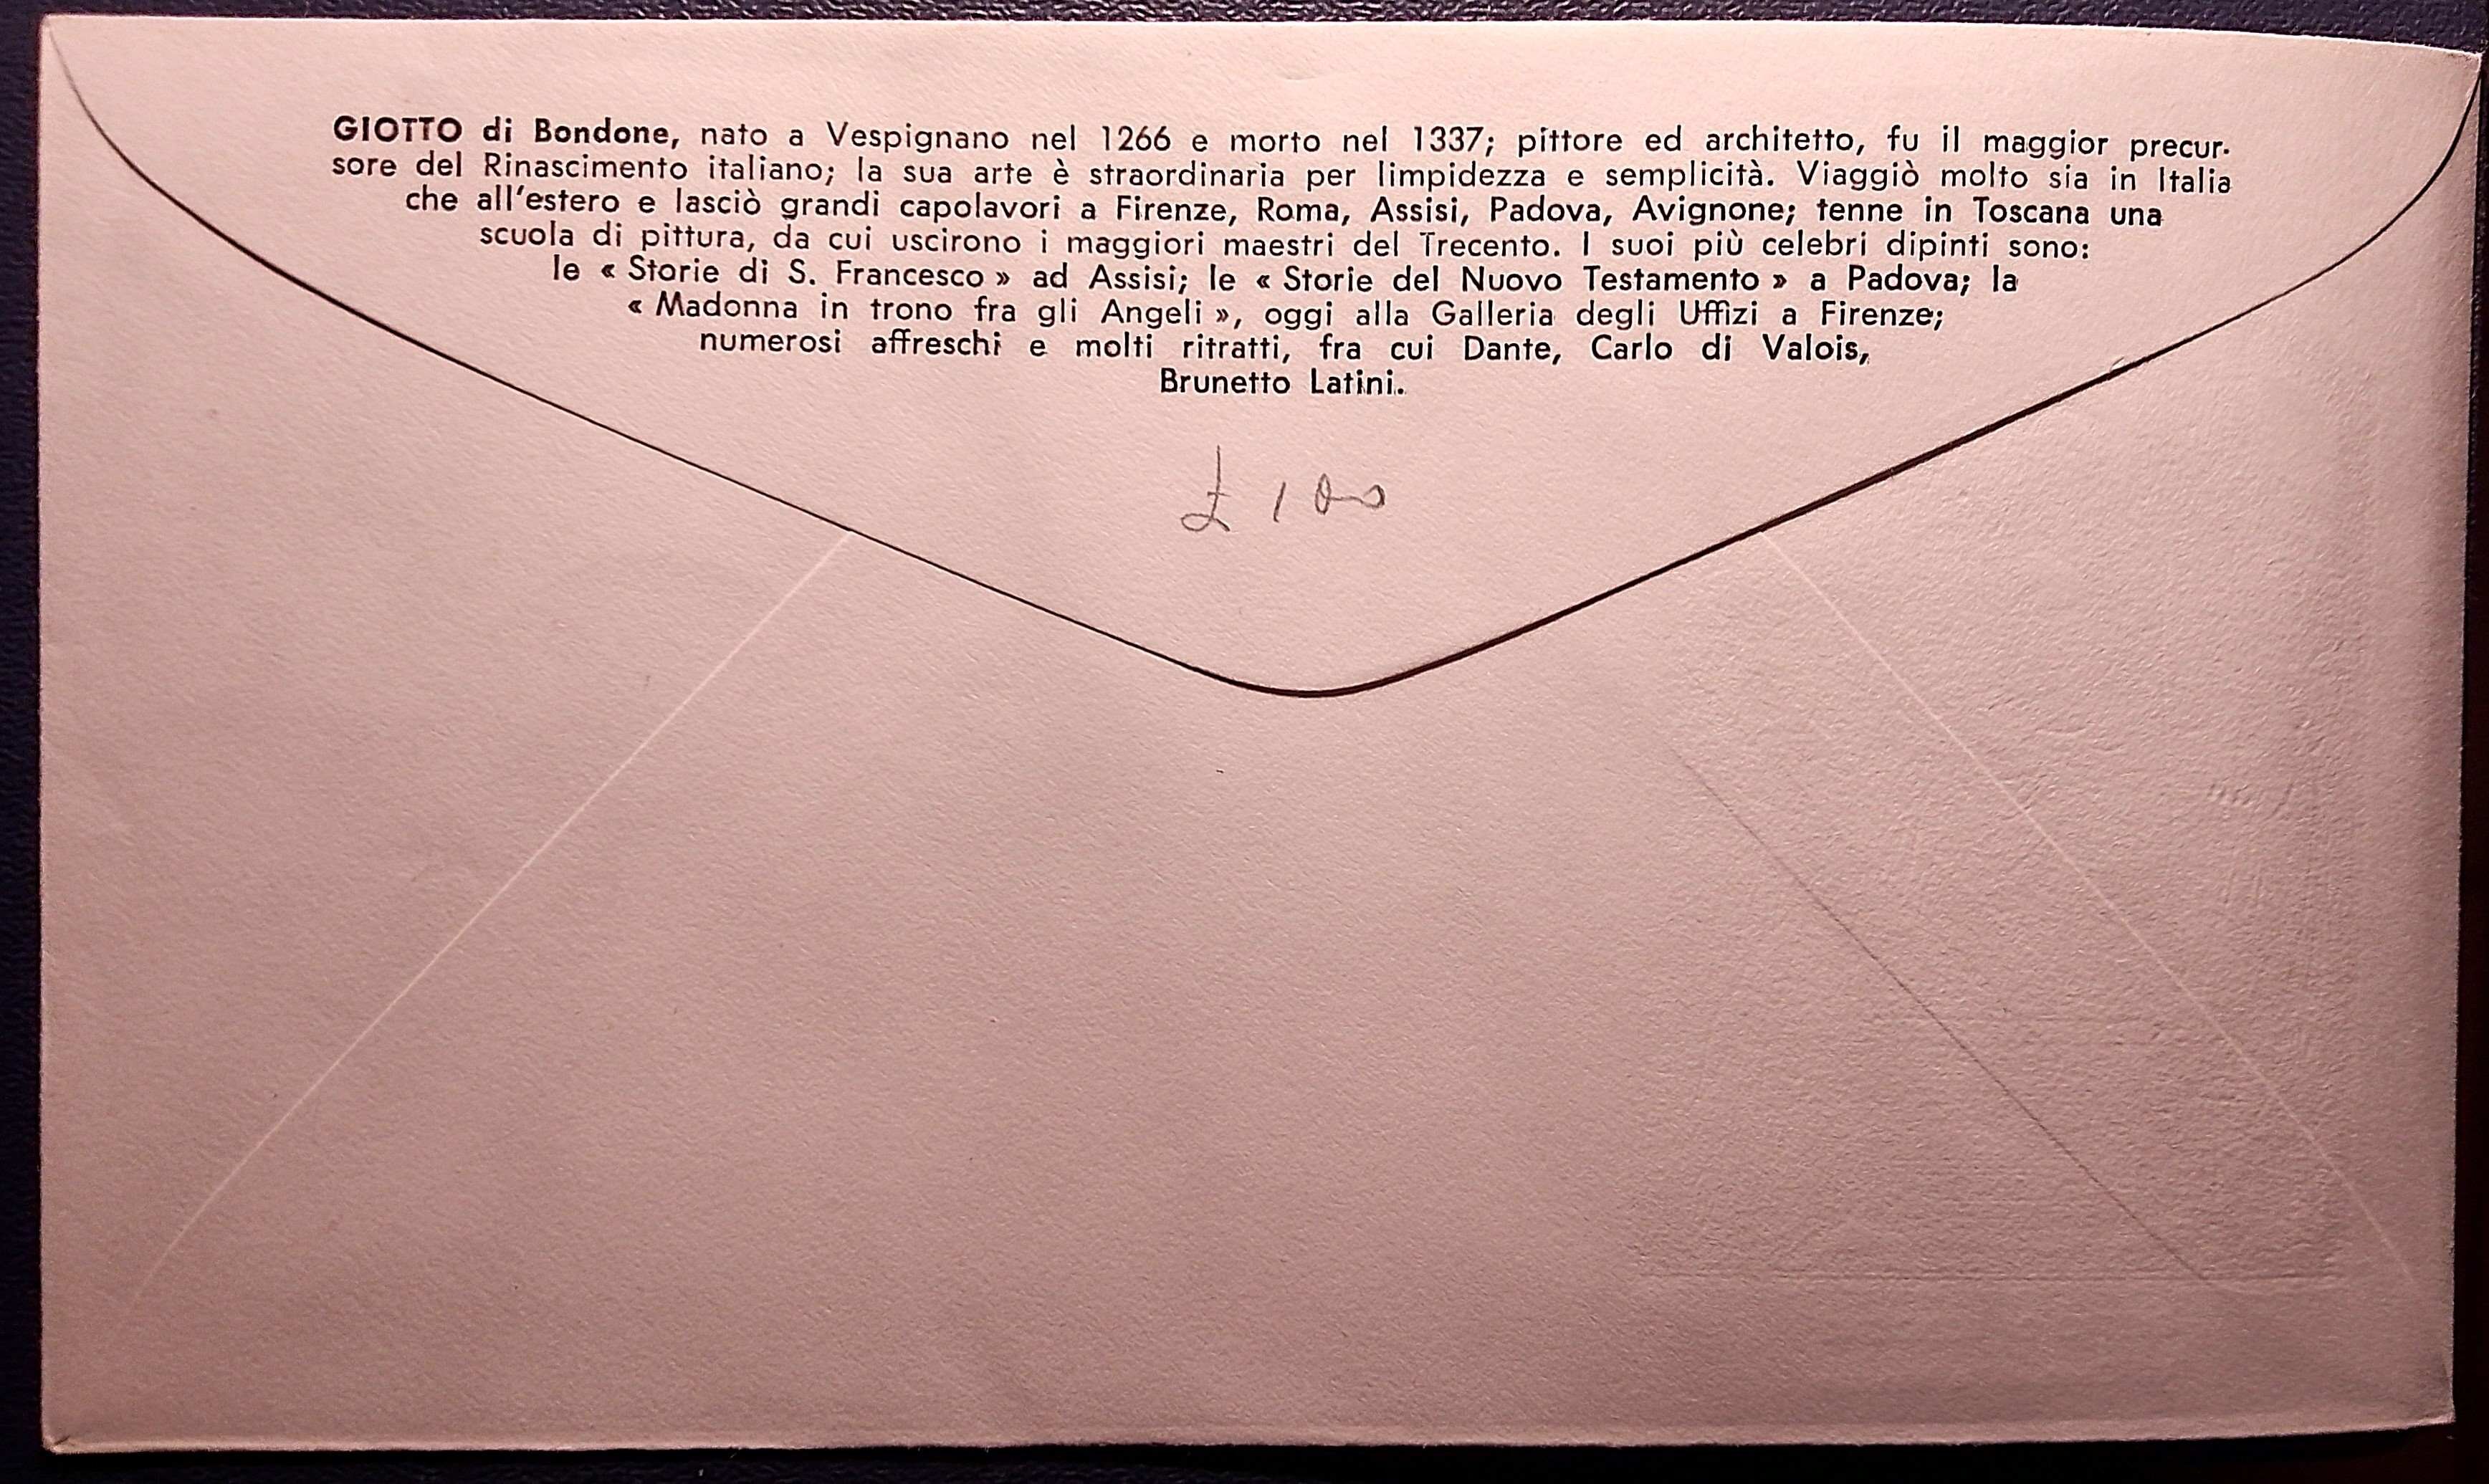 GIOTTO di Bondone, nato a Vespignano nel 1266 e morto nel 1337; pittore ed architetto, fu il maggior precur-
sore del Rinascimento italiano; la sua arte è straordinaria per limpidezza e semplicità. Viaggiò molto sia in Italia
che all'estero e lasciò grandi capolavori a Firenze, Roma, Assisi, Padova, Avignone; tenne in Toscana una
scuola di pittura, da cui uscirono i maggiori maestri del Trecento. I suoi più celebri dipinti sono:
le « Storie di S. Francesco » ad Assisi; le « Storie del Nuovo Testamento » a Padova; la
« Madonna in trono fra gli Angeli », oggi alla Galleria degli Uffizi a Firenze;
numerosi affreschi e molti ritratti, fra cui Dante, Carlo di Valois,
Brunetto Latini.
£ 100